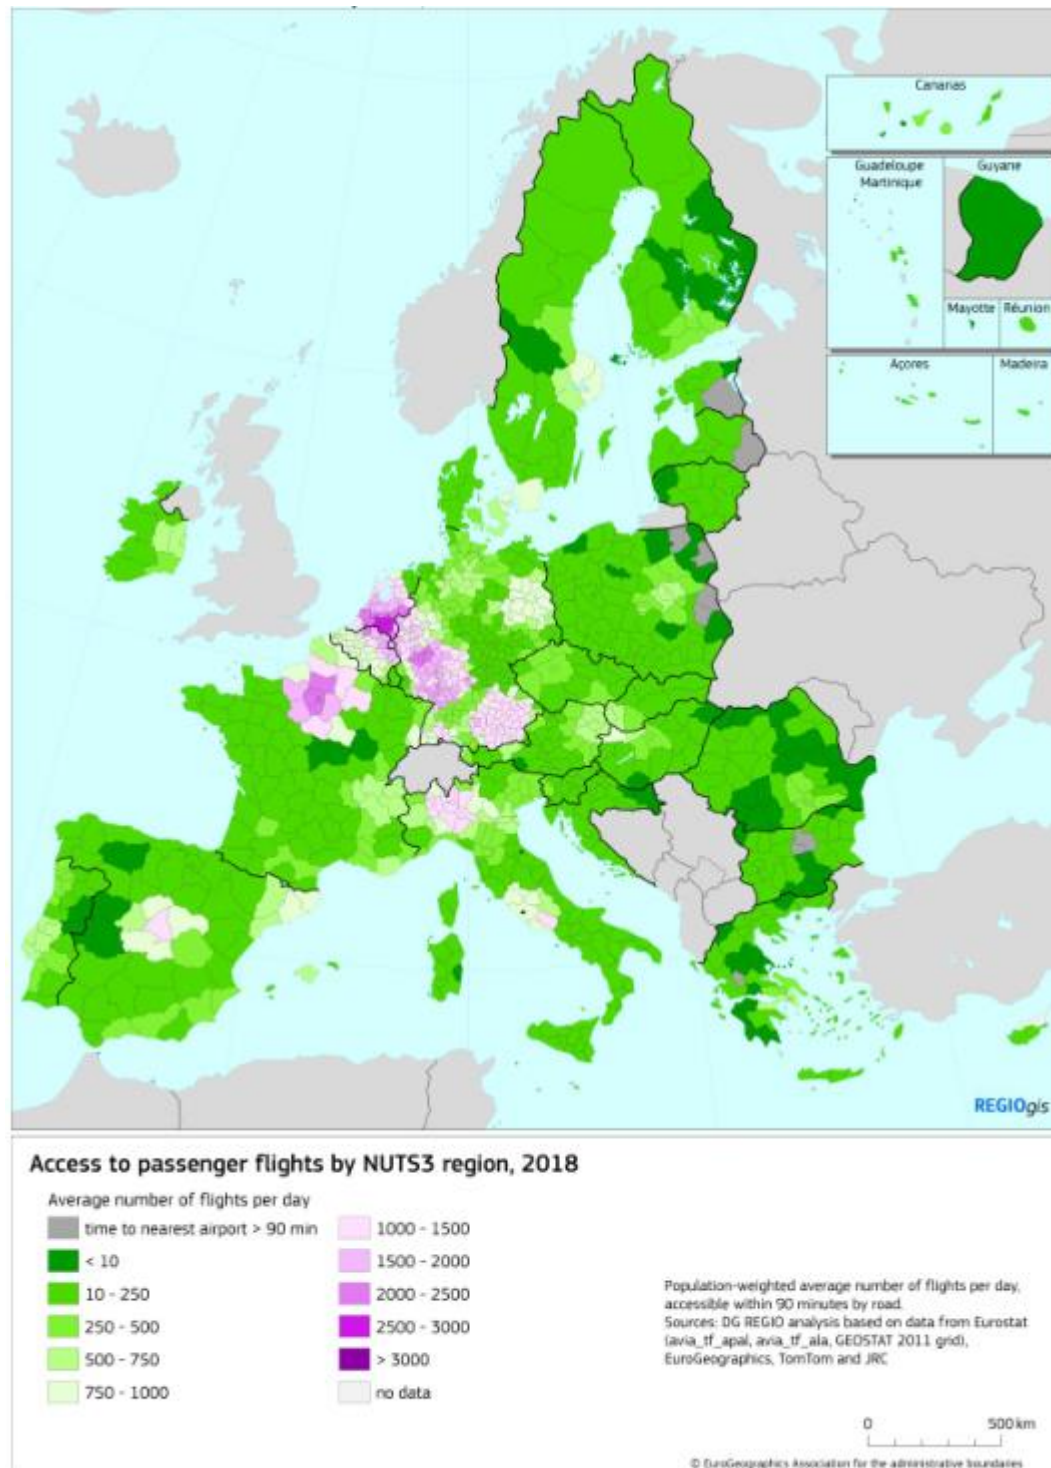 Canarias
Guadeloupe
Martinique
Guyane
Mayotte
Réunion
Açores
Madeira
REGIOgis
Access to passenger flights by NUTS3 region, 2018
Average number of flights per day
time to nearest airport > 90 min
< 10
10 - 250
250 - 500
500 - 750
750 - 1000
1000 - 1500
1500 - 2000
2000 - 2500
2500 - 3000
> 3000
no data
Population-weighted average number of flights per day,
accessible within 90 minutes by road.
Sources: DG REGIO analysis based on data from Eurostat
(avia_tf_apal, avia_tf_ala, GEOSTAT 2011 grid),
EuroGeographics, TomTom and JRC
0 500 km
© EuroGeographics Association for the administrative boundaries